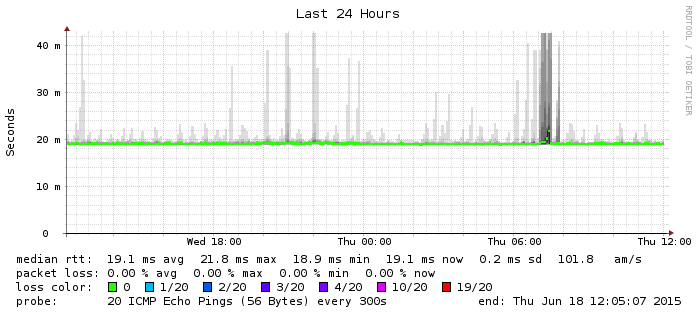 Last 24 Hours
RRDTOOL / TOBI OETIKER
Seconds
40 m
30 m
20 m
10 m
0
Wed 18:00 Thu 00:00 Thu 06:00 Thu 12:00
median rtt: 19.1 ms avg 21.8 ms max 18.9 ms min 19.1 ms now 0.2 ms sd 101.8 am/s
packet loss: 0.00 % avg 0.00 % max 0.00 % min 0.00 % now
loss color: 0 1/20 2/20 3/20 4/20 10/20 19/20
probe: 20 ICMP Echo Pings (56 Bytes) every 300s end: Thu Jun 18 12:05:07 2015